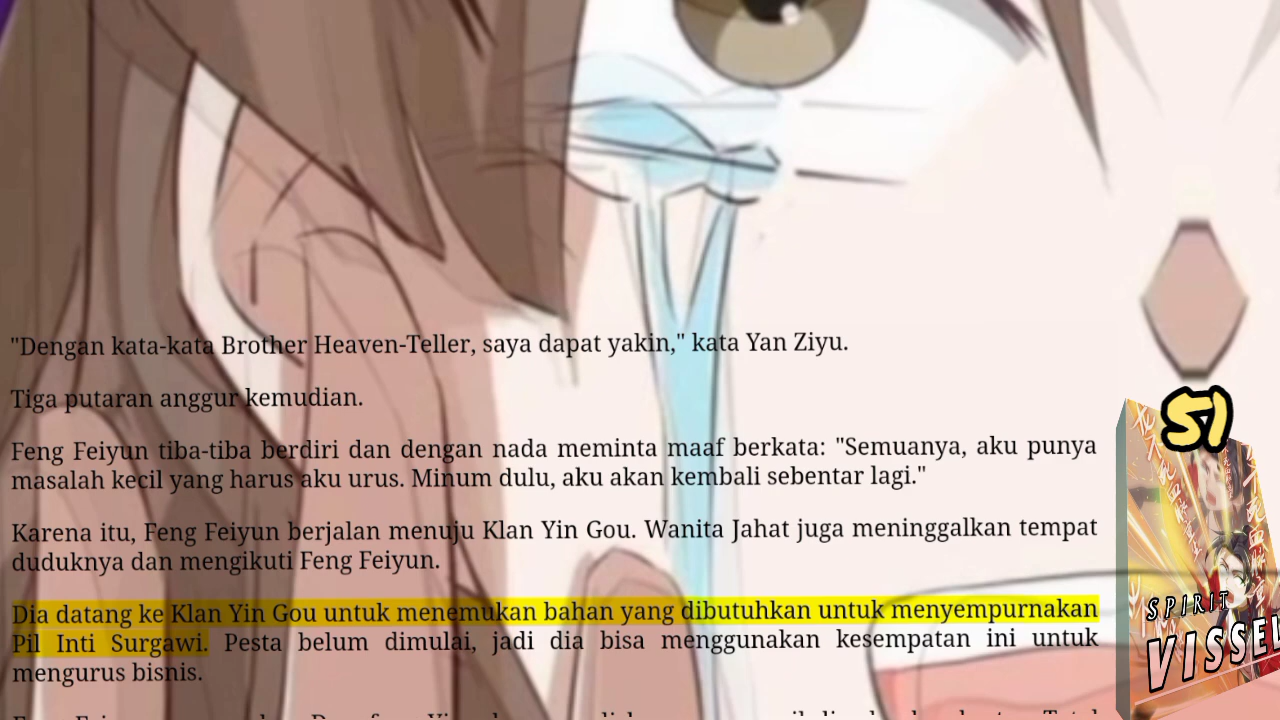 "Dengan kata-kata Brother Heaven-Teller, saya dapat yakin," kata Yan Ziyu.
Tiga putaran anggur kemudian.
Feng Feiyun tiba-tiba berdiri dan dengan nada meminta maaf berkata: "Semuanya, aku punya
masalah kecil yang harus aku urus. Minum dulu, aku akan kembali sebentar lagi."
Karena itu, Feng Feiyun berjalan menuju Klan Yin Gou. Wanita Jahat juga meninggalkan tempat
duduknya dan mengikuti Feng Feiyun.
Dia datang ke Klan Yin Gou untuk menemukan bahan yang dibutuhkan untuk menyempurnakan
Pil Inti Surgawi. Pesta belum dimulai, jadi dia bisa menggunakan kesempatan ini untuk
mengurus bisnis.
51
SPIRIT
VISSEL